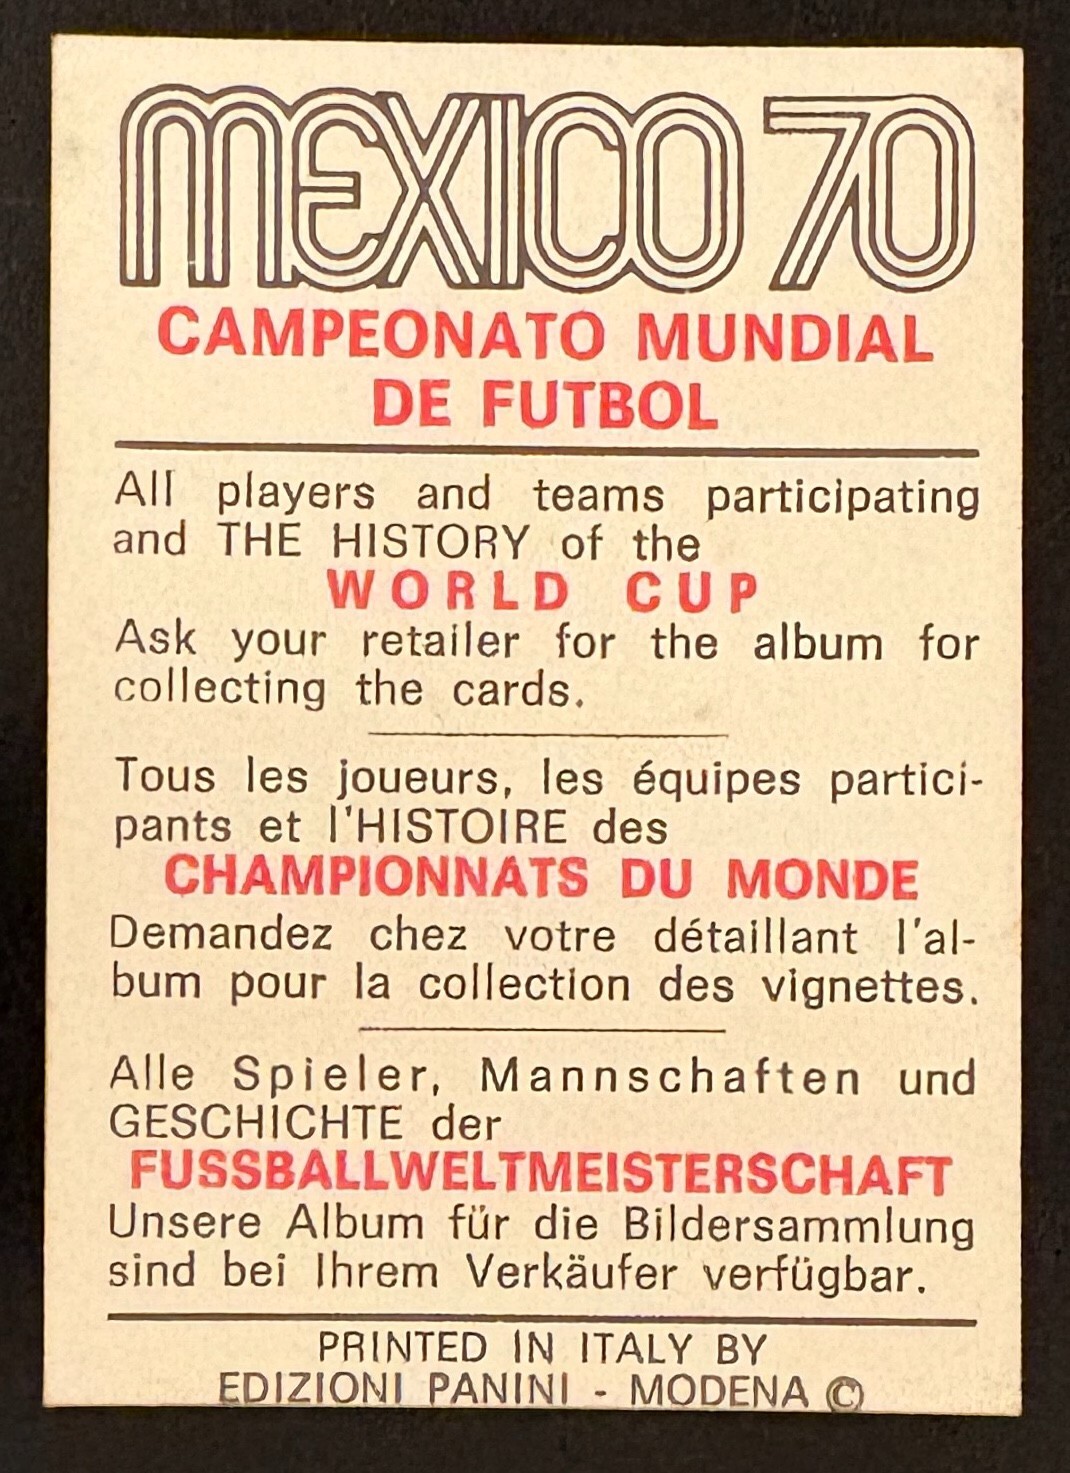 MEXICO 70
CAMPEONATO MUNDIAL
DE FUTBOL
All players and teams participating
and THE HISTORY of the
WORLD CUP
Ask your retailer for the album for
collecting the cards.
Tous les joueurs, les équipes partici-
pants et l'HISTOIRE des
CHAMPIONNATS DU MONDE
Demandez chez votre détaillant l'al-
bum pour la collection des vignettes.
Alle Spieler, Mannschaften und
GESCHICHTE der
FUSSBALLWELTMEISTERSCHAFT
Unsere Album für die Bildersammlung
sind bei Ihrem Verkäufer verfügbar.
PRINTED IN ITALY BY
EDIZIONI PANINI - MODENA ©